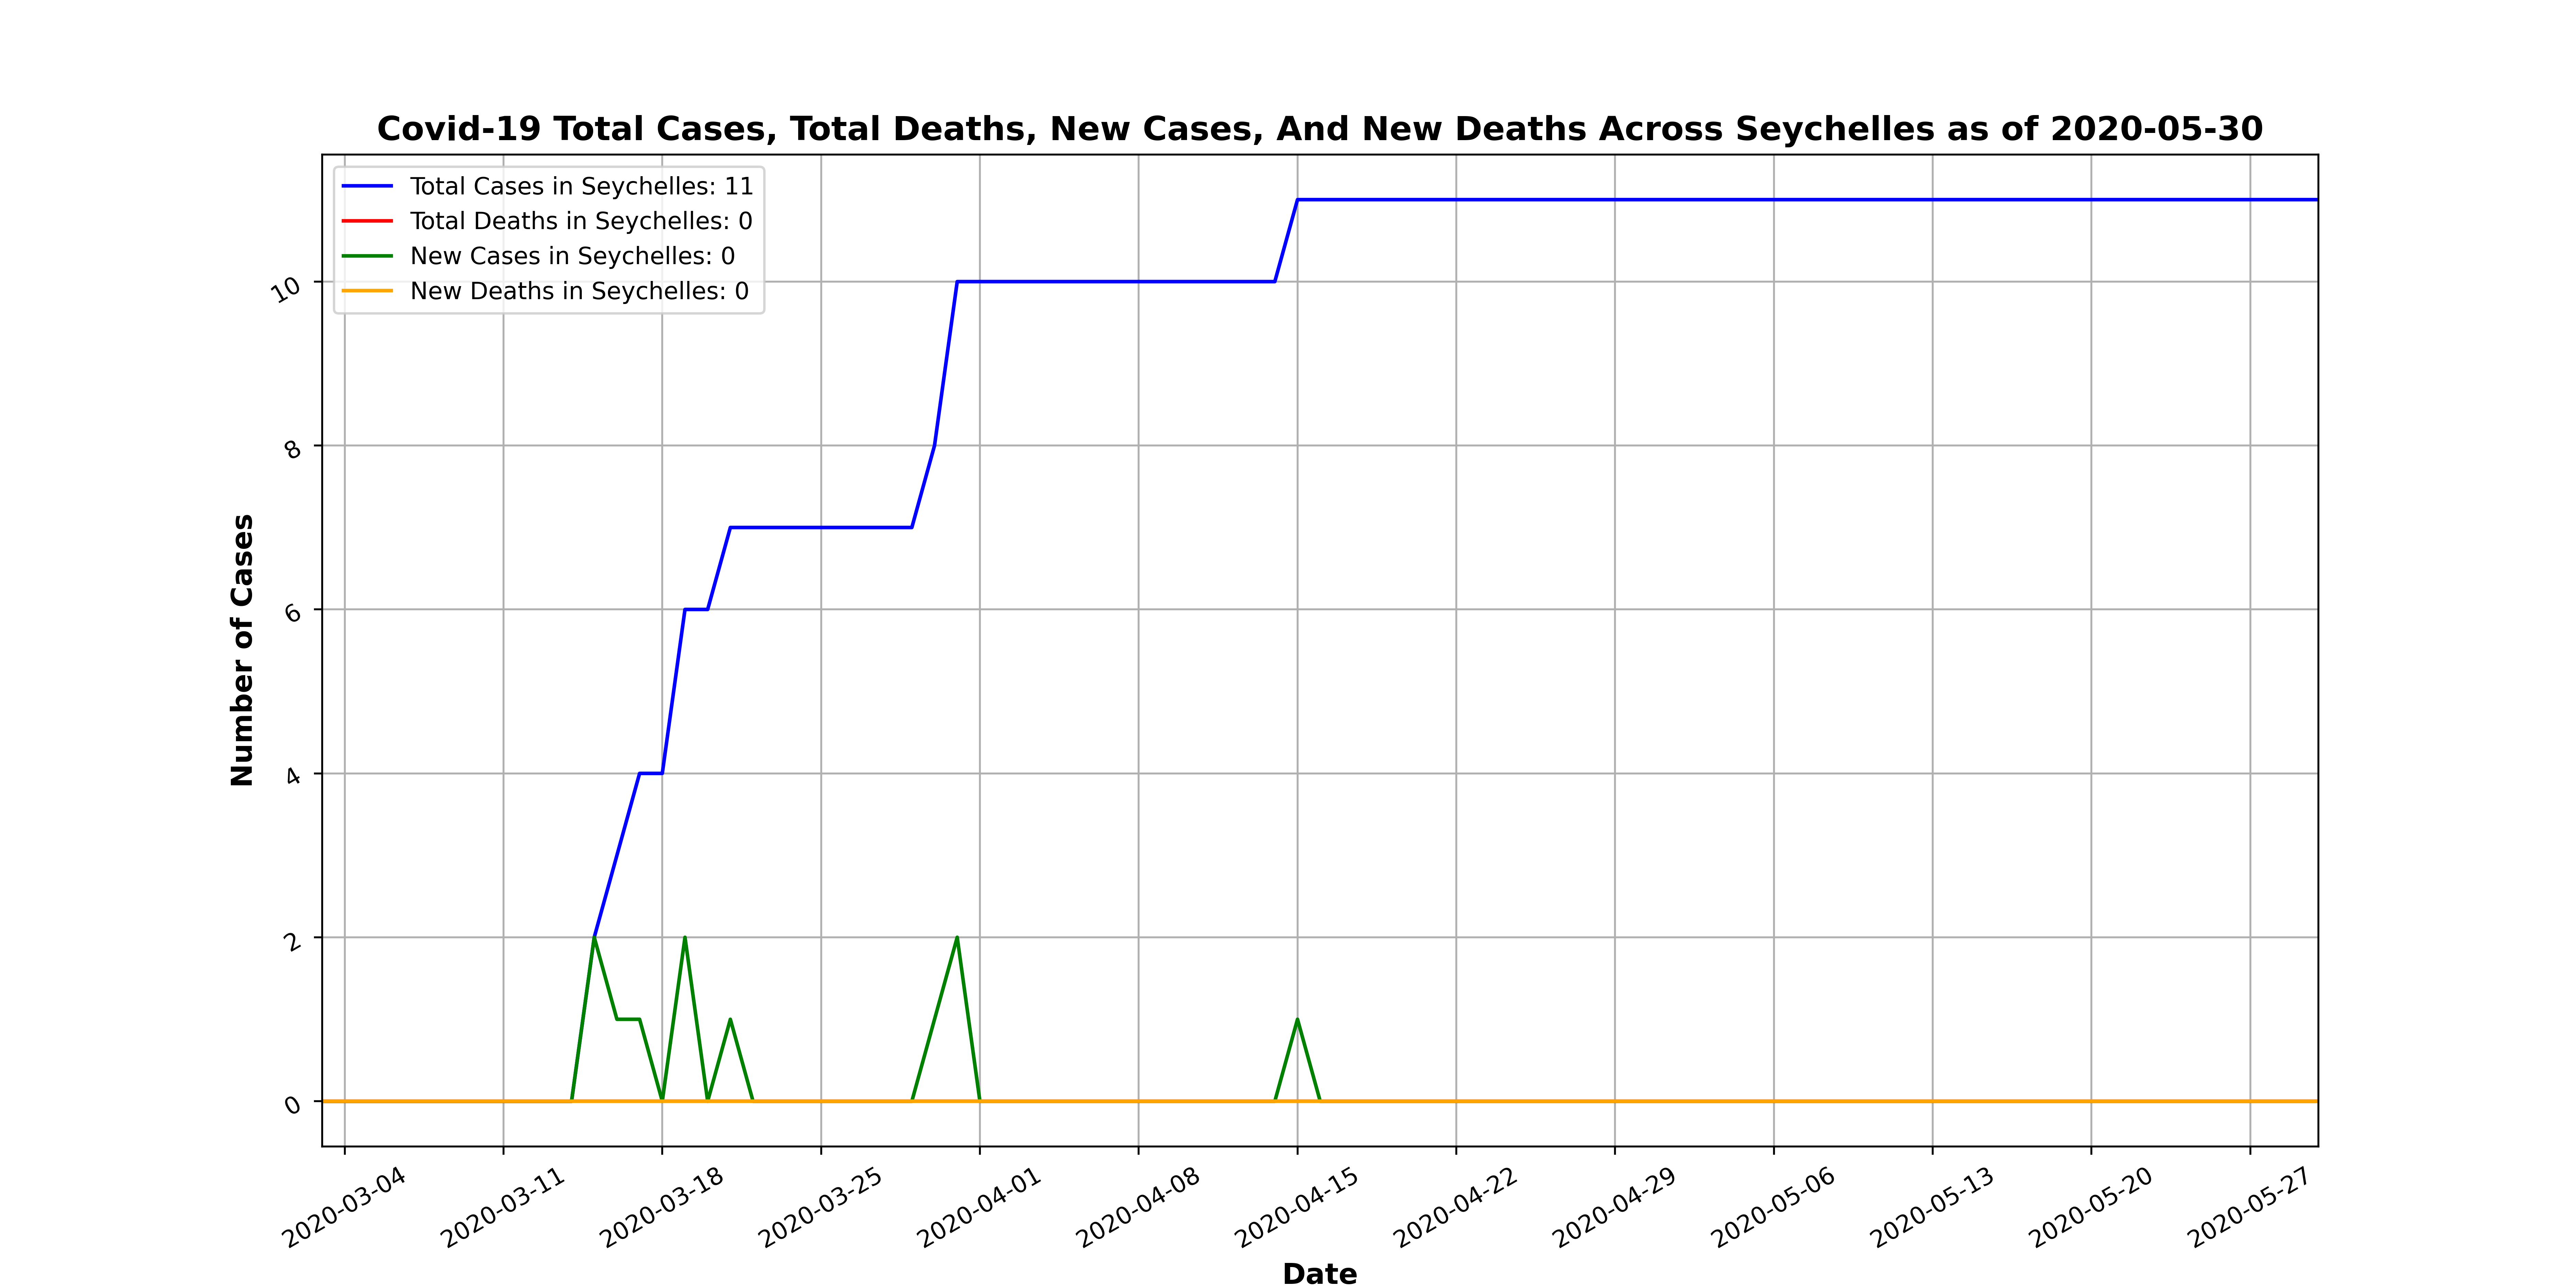 Covid-19 Total Cases, Total Deaths, New Cases, And New Deaths Across Seychelles as of 2020-05-30
Total Cases in Seychelles: 11
Total Deaths in Seychelles: 0
New Cases in Seychelles: 0
New Deaths in Seychelles: 0
10
8
6
4
2
0
Number of Cases
2020-03-04
2020-03-11
2020-03-18
2020-03-25
2020-04-01
2020-04-08
2020-04-15
2020-04-22
2020-04-29
2020-05-06
2020-05-13
2020-05-20
2020-05-27
Date